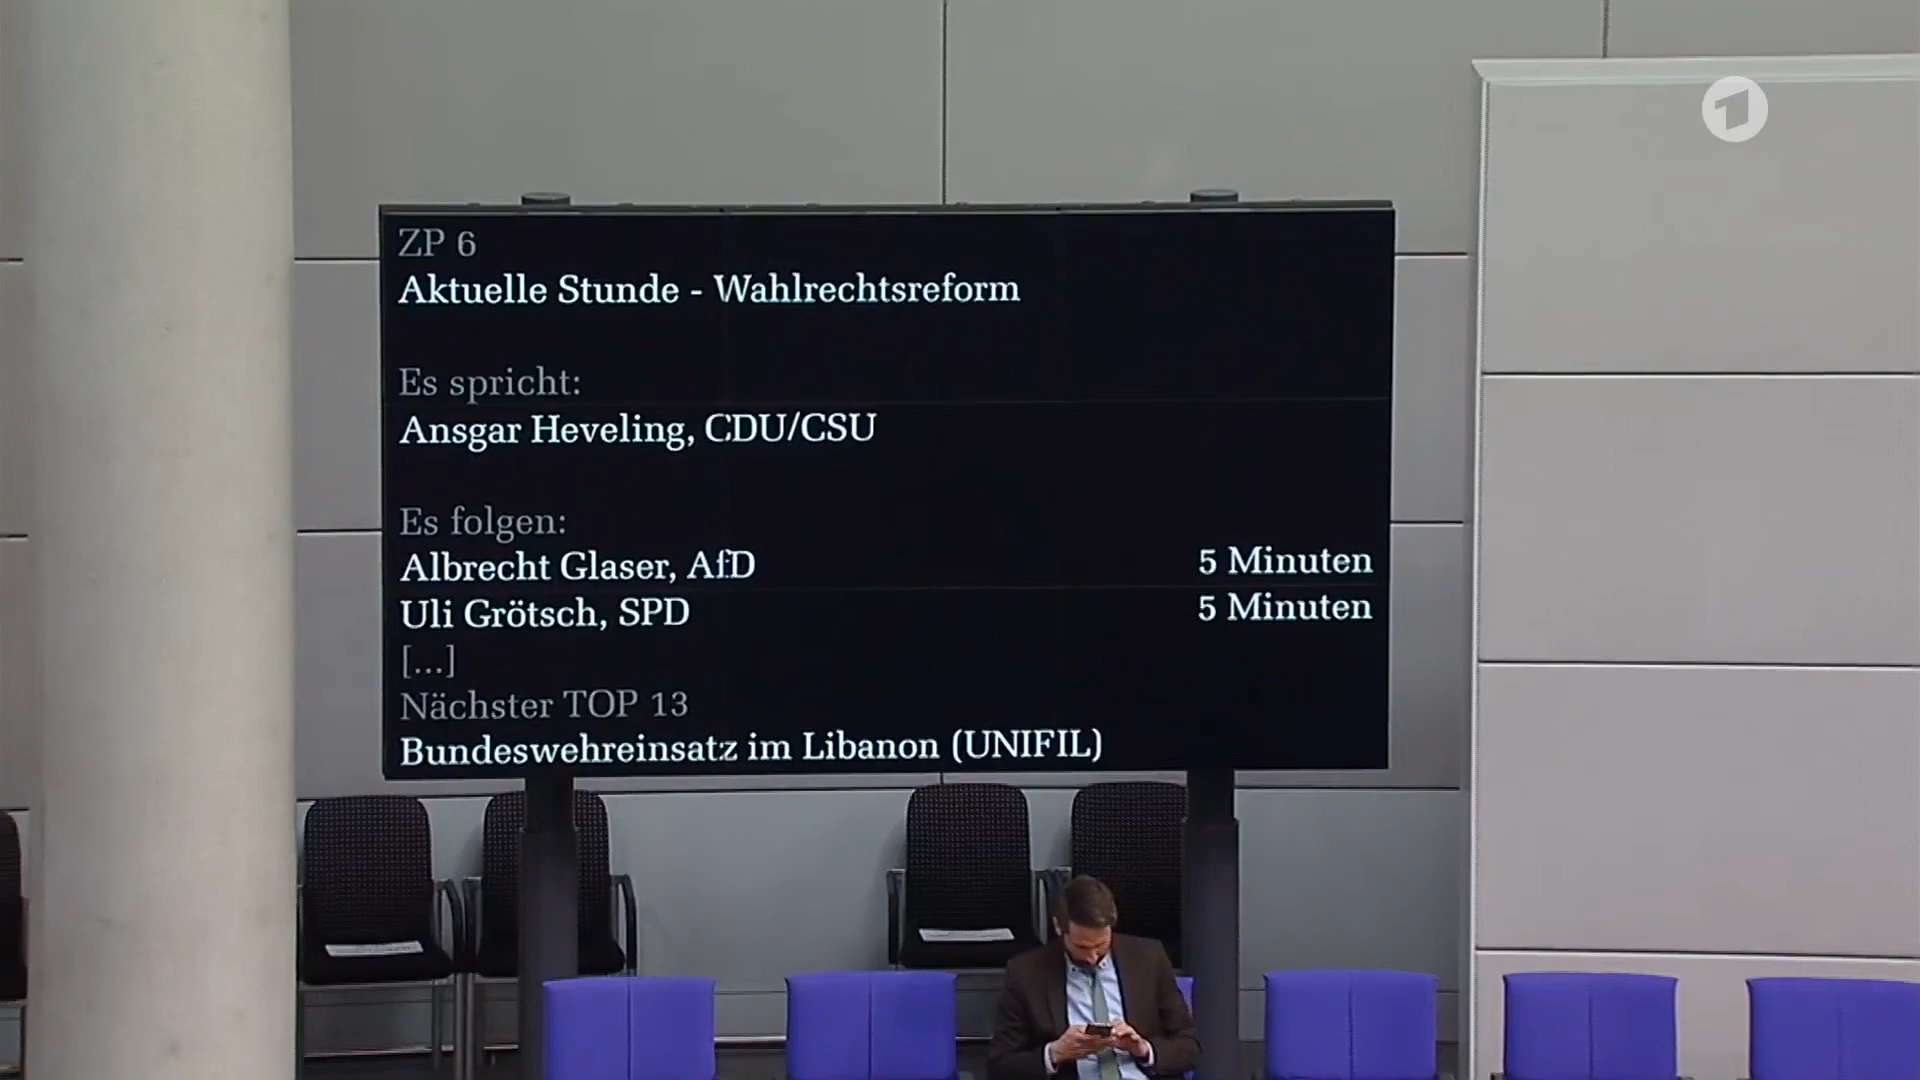 ZP 6
Aktuelle Stunde - Wahlrechtsreform
Es spricht:
Ansgar Heveling, CDU/CSU
Es folgen:
Albrecht Glaser, AfD 5 Minuten
Uli Grötsch, SPD 5 Minuten
[...]
Nächster TOP 13
Bundeswehreinsatz im Libanon (UNIFIL)